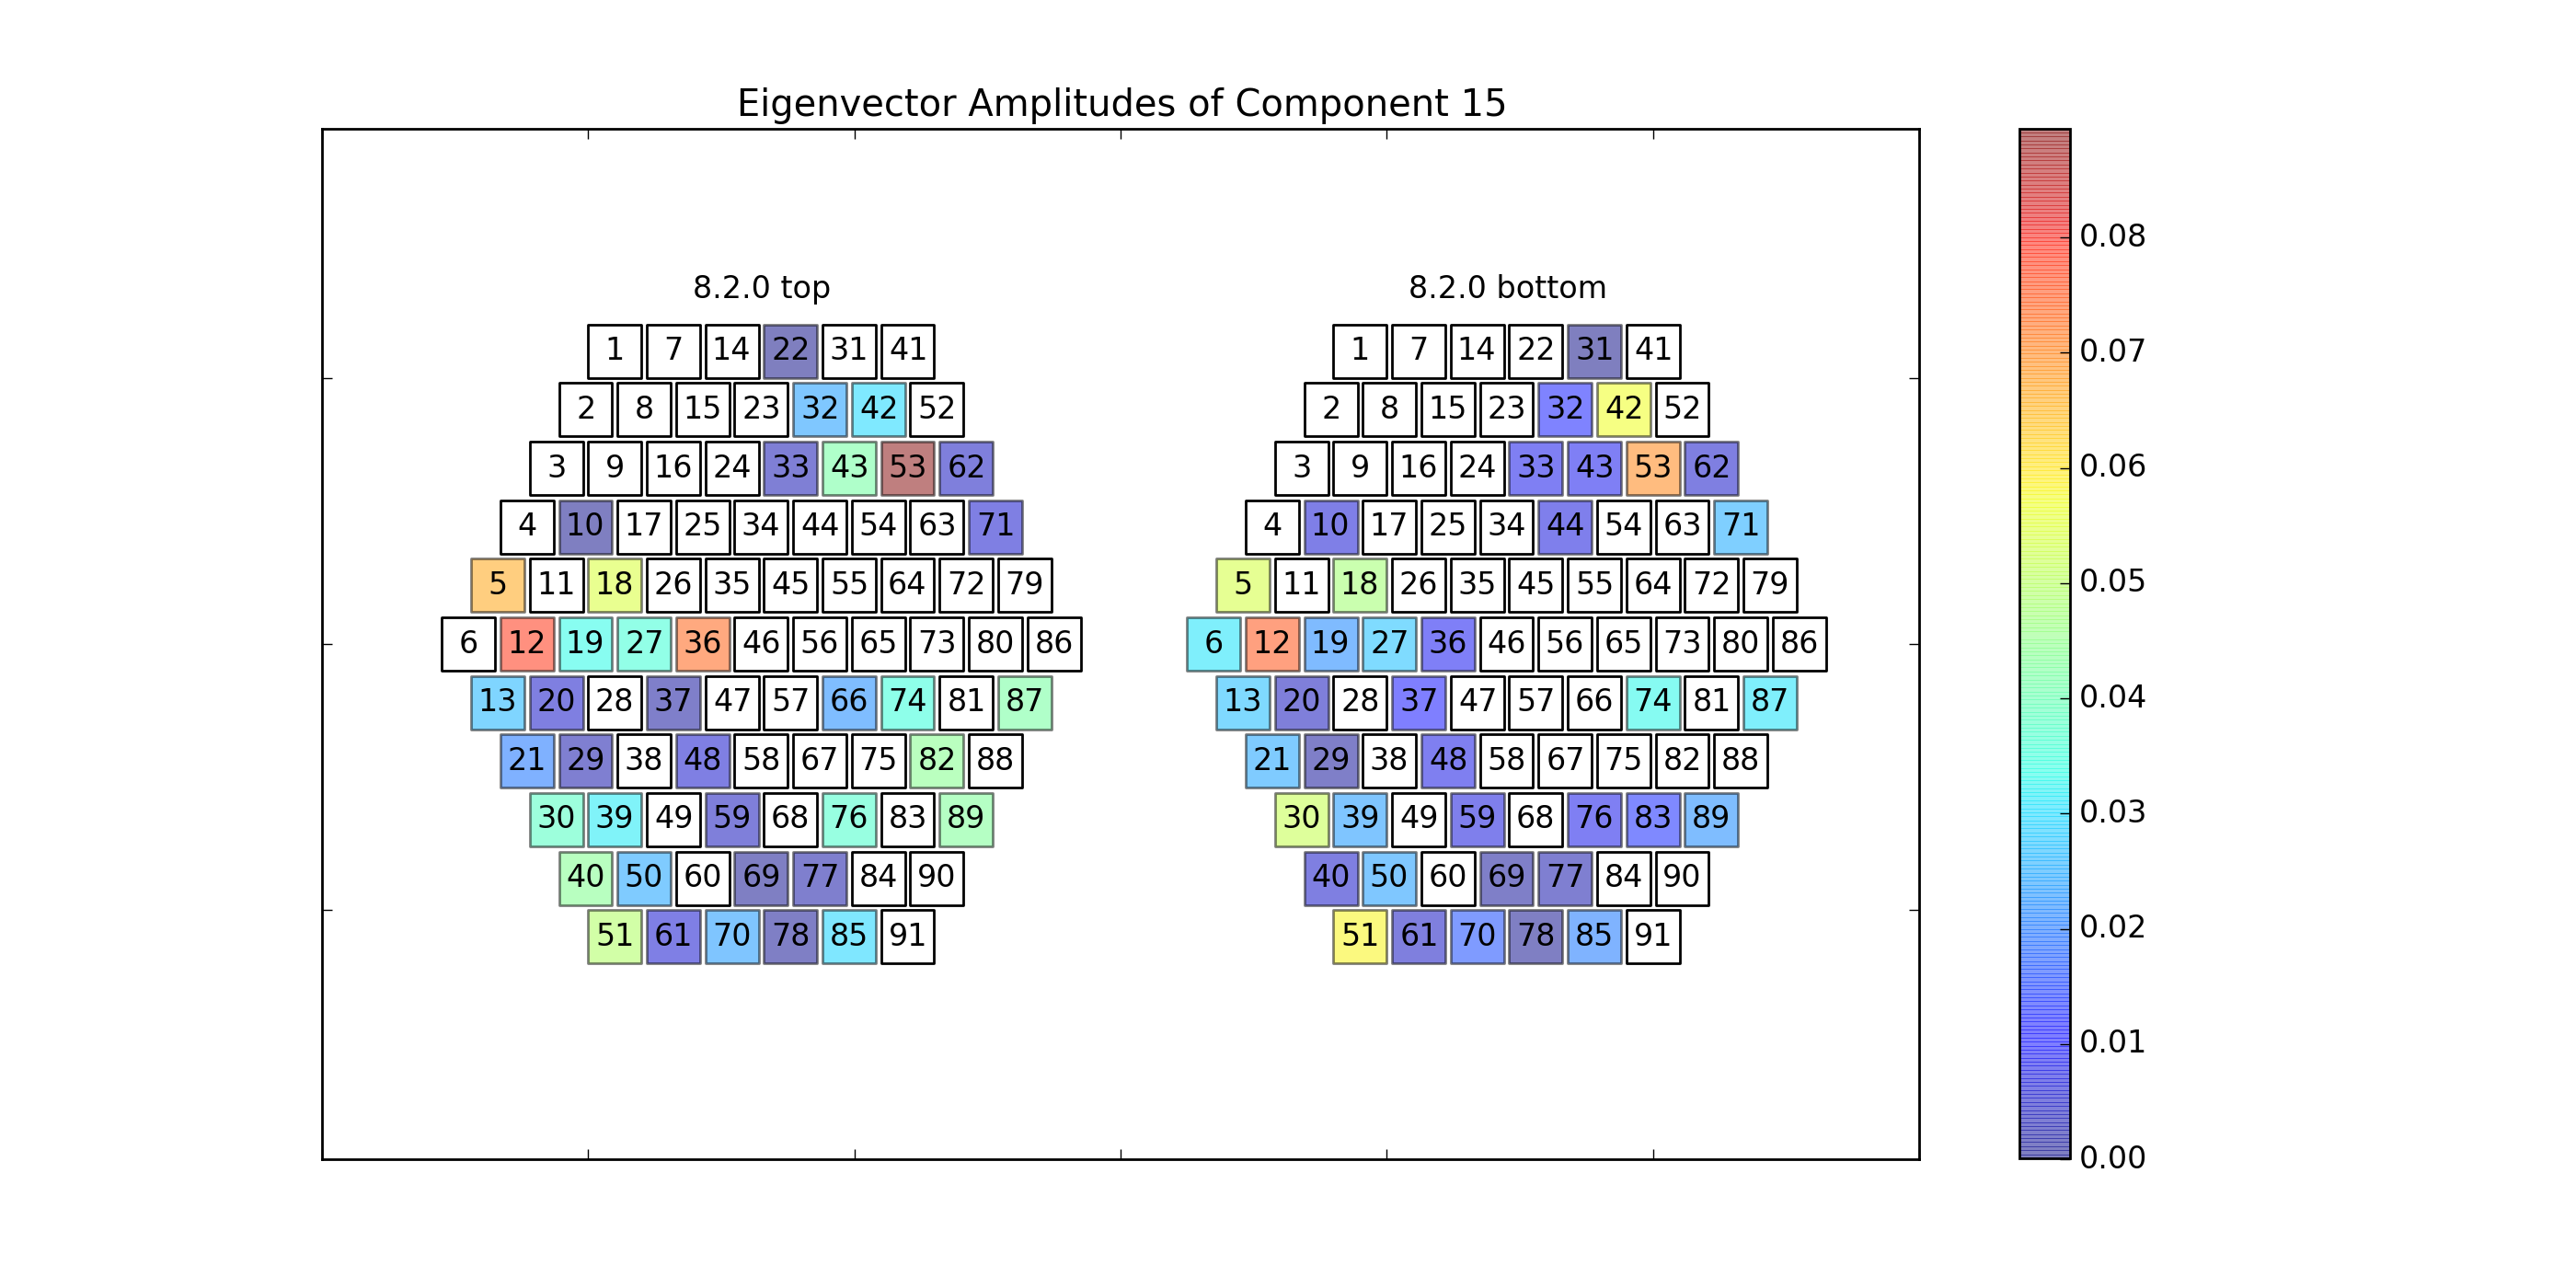 Eigenvector Amplitudes of Component 15
8.2.0 top
1 7 14 22 31 41
2 8 15 23 32 42 52
3 9 16 24 33 43 53 62
4 10 17 25 34 44 54 63 71
5 11 18 26 35 45 55 64 72 79
6 12 19 27 36 46 56 65 73 80 86
13 20 28 37 47 57 66 74 81 87
21 29 38 48 58 67 75 82 88
30 39 49 59 68 76 83 89
40 50 60 69 77 84 90
51 61 70 78 85 91
8.2.0 bottom
1 7 14 22 31 41
2 8 15 23 32 42 52
3 9 16 24 33 43 53 62
4 10 17 25 34 44 54 63 71
5 11 18 26 35 45 55 64 72 79
6 12 19 27 36 46 56 65 73 80 86
13 20 28 37 47 57 66 74 81 87
21 29 38 48 58 67 75 82 88
30 39 49 59 68 76 83 89
40 50 60 69 77 84 90
51 61 70 78 85 91
0.08
0.07
0.06
0.05
0.04
0.03
0.02
0.01
0.00